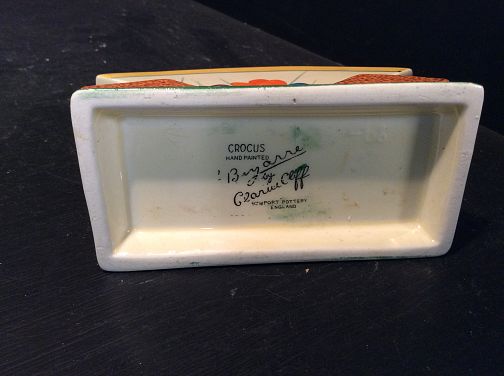 CROCUS
HAND PAINTED
Bizarre
by
Clarice Cliff
NEWPORT POTTERY
ENGLAND